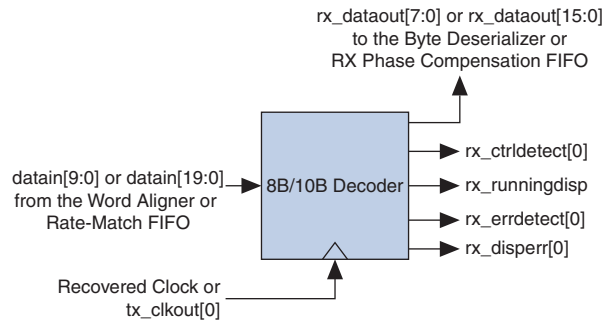 rx_dataout[7:0] or rx_dataout[15:0]
to the Byte Deserializer or
RX Phase Compensation FIFO
8B/10B Decoder
rx_ctrldetect[0]
rx_runningdisp
rx_errdetect[0]
rx_disperr[0]
datain[9:0] or datain[19:0]
from the Word Aligner or
Rate-Match FIFO
Recovered Clock or
tx_clkout[0]